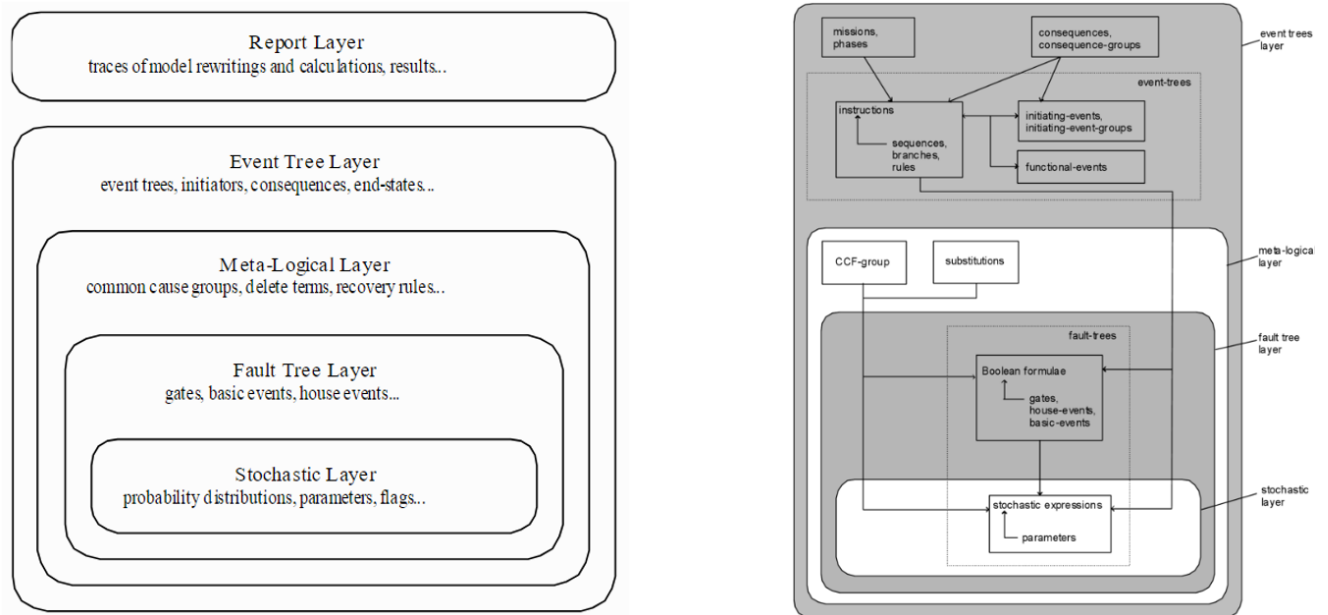 Report Layer
traces of model rewritings and calculations, results...
Event Tree Layer
event trees, initiators, consequences, end-states...
Meta-Logical Layer
common cause groups, delete terms, recovery rules...
Fault Tree Layer
gates, basic events, house events...
Stochastic Layer
probability distributions, parameters, flags...
missions,
phases
consequences,
consequence-groups
event trees
layer
event-trees
instructions
sequences,
branches,
rules
initiating-events,
initiating-event-groups
functional-events
CCF-group
substitutions
meta-logical
layer
fault-trees
fault tree
layer
Boolean formulae
gates,
house-events,
basic-events
stochastic
layer
stochastic expressions
parameters